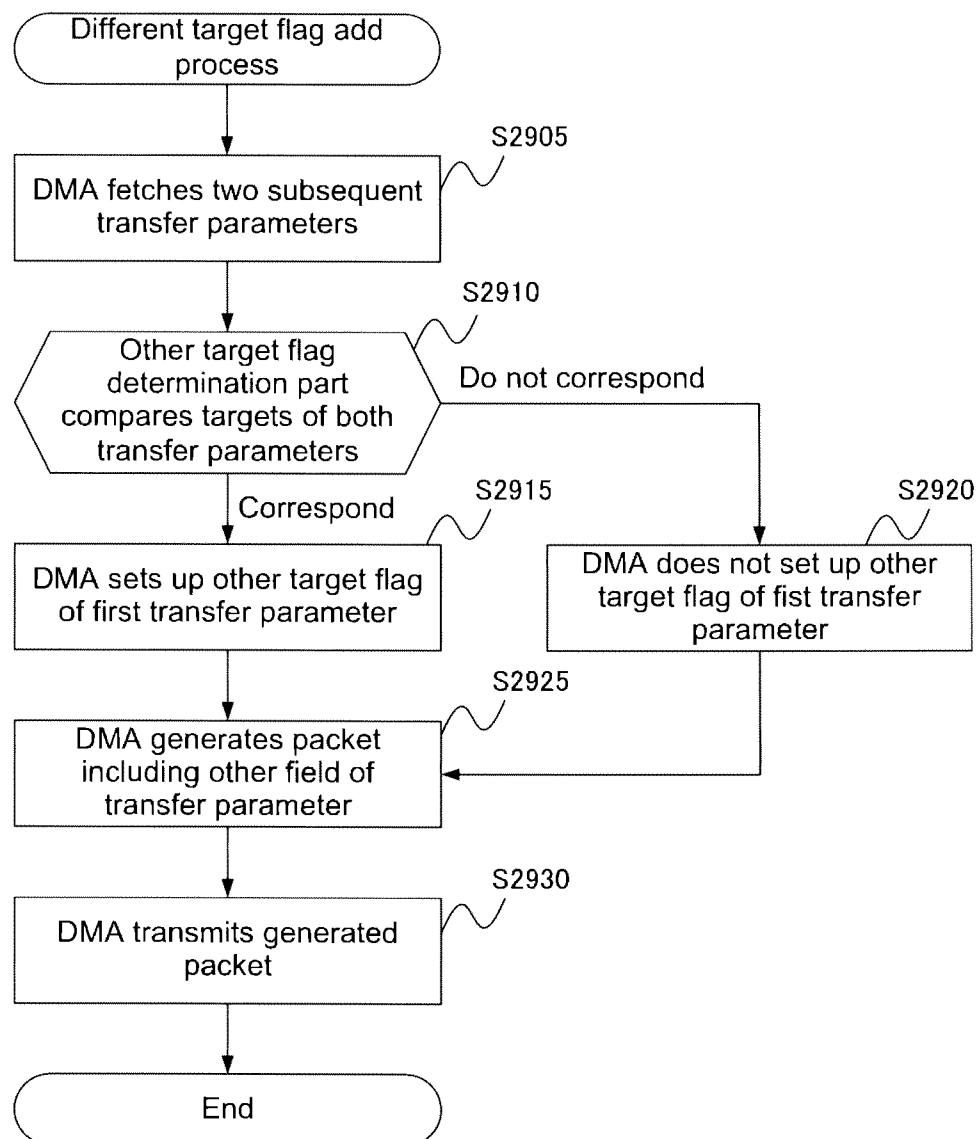 Different target flag add
process
S2905
DMA fetches two subsequent
transfer parameters
S2910
Other target flag
determination part
compares targets of both
transfer parameters
Do not correspond
Correspond
S2915
DMA sets up other target flag
of first transfer parameter
S2920
DMA does not set up other
target flag of fist transfer
parameter
S2925
DMA generates packet
including other field of
transfer parameter
S2930
DMA transmits generated
packet
End